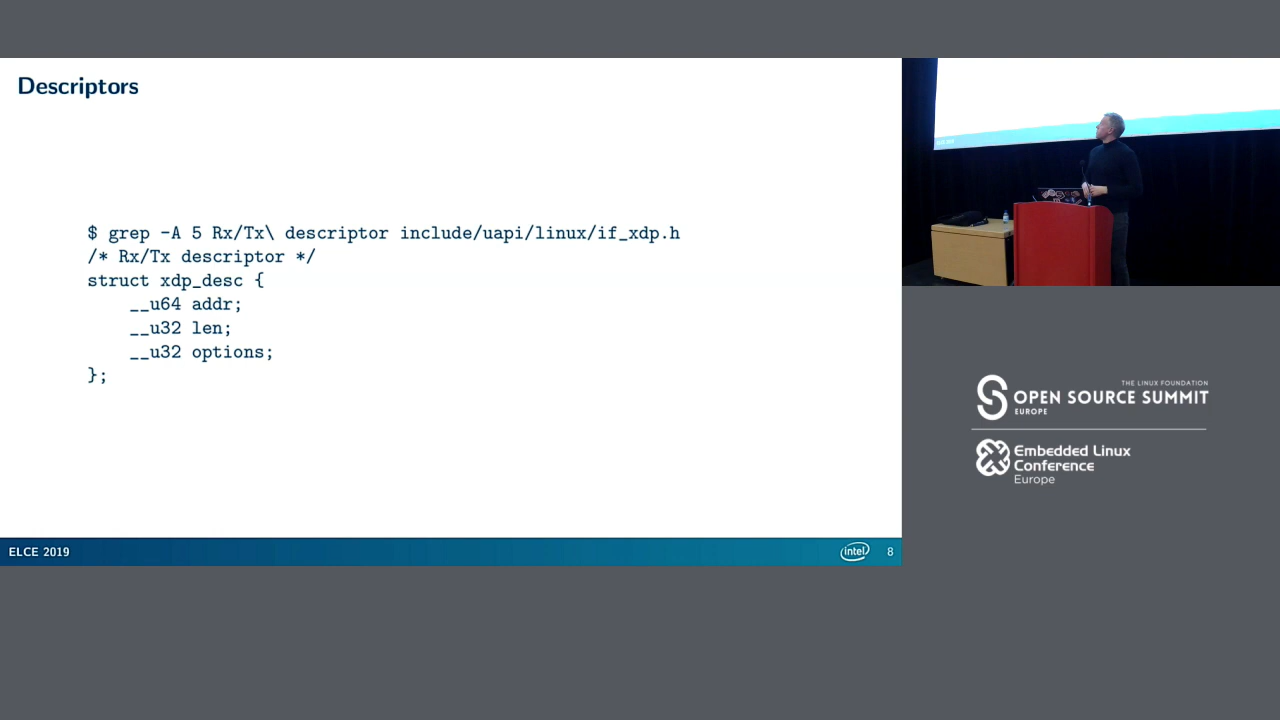 Descriptors
$ grep -A 5 Rx/Tx\ descriptor include/uapi/linux/if_xdp.h
/* Rx/Tx descriptor */
struct xdp_desc {
    __u64 addr;
    __u32 len;
    __u32 options;
};
ELCE 2019
intel
8
THE LINUX FOUNDATION
OPEN SOURCE SUMMIT
EUROPE
Embedded Linux
Conference
Europe